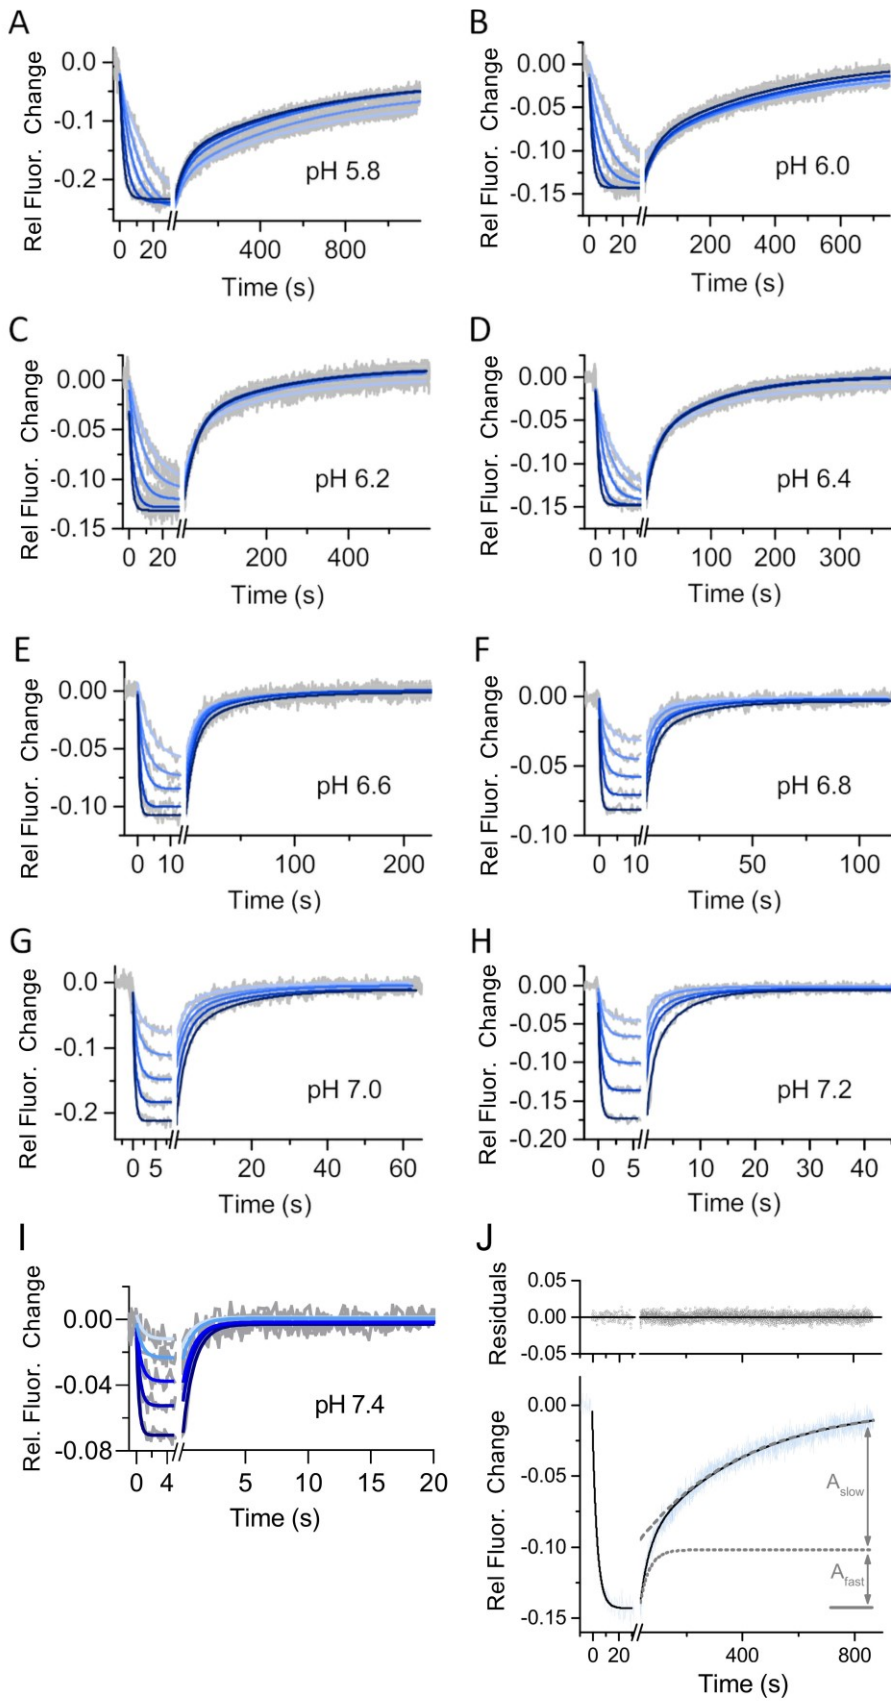 A
Rel Fluor. Change
0.0
-0.1
-0.2
pH 5.8
0 20 400 800
Time (s)
B
Rel Fluor. Change
0.00
-0.05
-0.10
-0.15
pH 6.0
0 20 200 400 600
Time (s)
C
Rel Fluor. Change
0.00
-0.05
-0.10
-0.15
pH 6.2
0 20 200 400
Time (s)
D
Rel Fluor. Change
0.00
-0.05
-0.10
-0.15
pH 6.4
0 10 100 200 300
Time (s)
E
Rel Fluor. Change
0.00
-0.05
-0.10
pH 6.6
0 10 100 200
Time (s)
F
Rel Fluor. Change
0.00
-0.05
-0.10
pH 6.8
0 10 50 100
Time (s)
G
Rel Fluor. Change
0.0
-0.1
-0.2
pH 7.0
0 5 20 40 60
Time (s)
H
Rel Fluor. Change
0.00
-0.05
-0.10
-0.15
-0.20
pH 7.2
0 5 10 20 30 40
Time (s)
I
Rel. Fluor. Change
0.00
-0.04
-0.08
pH 7.4
0 4 5 10 15 20
Time (s)
J
Residuals
0.05
0.00
-0.05
Rel Fluor. Change
0.00
-0.05
-0.10
-0.15
Aslow
Afast
0 20 400 800
Time (s)